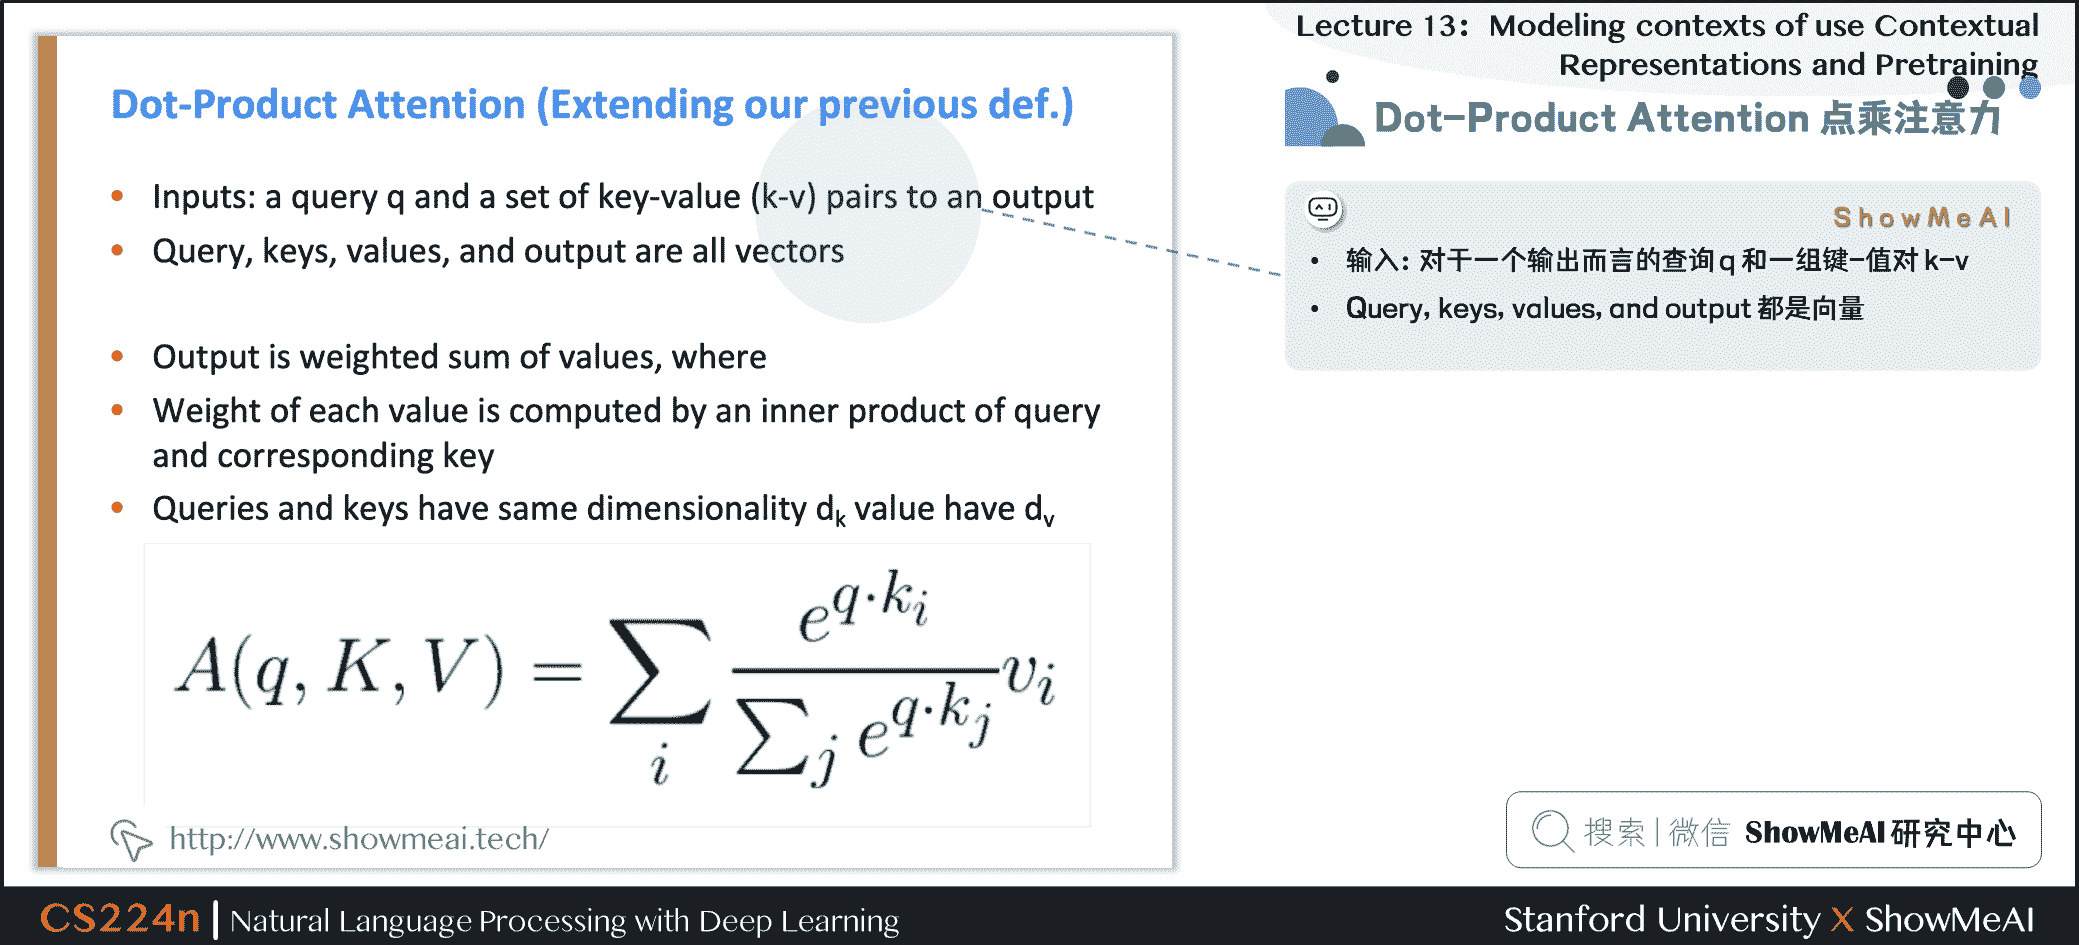 Lecture 13: Modeling contexts of use Contextual
Representations and Pretraining
Dot-Product Attention (Extending our previous def.)
• Inputs: a query q and a set of key-value (k-v) pairs to an output
• Query, keys, values, and output are all vectors
• Output is weighted sum of values, where
• Weight of each value is computed by an inner product of query
and corresponding key
• Queries and keys have same dimensionality d_k value have d_v
A(q, K, V) = \sum_i \frac{e^{q \cdot k_i}}{\sum_j e^{q \cdot k_j}} v_i
http://www.showmeai.tech/
Dot-Product Attention 点乘注意力
ShowMeAI
• 输入: 对于一个输出而言的查询 q 和一组键-值对 k-v
• Query, keys, values, and output 都是向量
搜索 | 微信 ShowMeAI 研究中心
CS224n | Natural Language Processing with Deep Learning
Stanford University X ShowMeAI